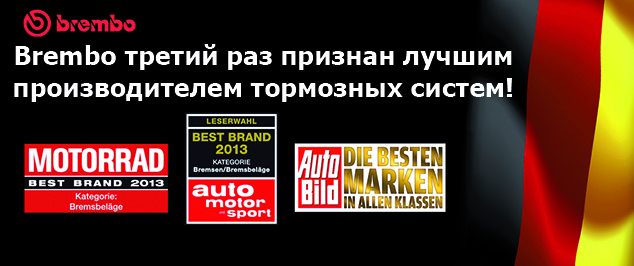 brembo
Brembo третий раз признан лучшим
производителем тормозных систем!
MOTORRAD
BEST BRAND 2013
Kategorie:
Bremsbeläge
LESERWAHL
BEST BRAND
2013
KATEGORIE
Bremsen/Bremsbeläge
auto
motor
und sport
Auto
Bild
DIE BESTEN
MARKEN
IN ALLEN KLASSEN